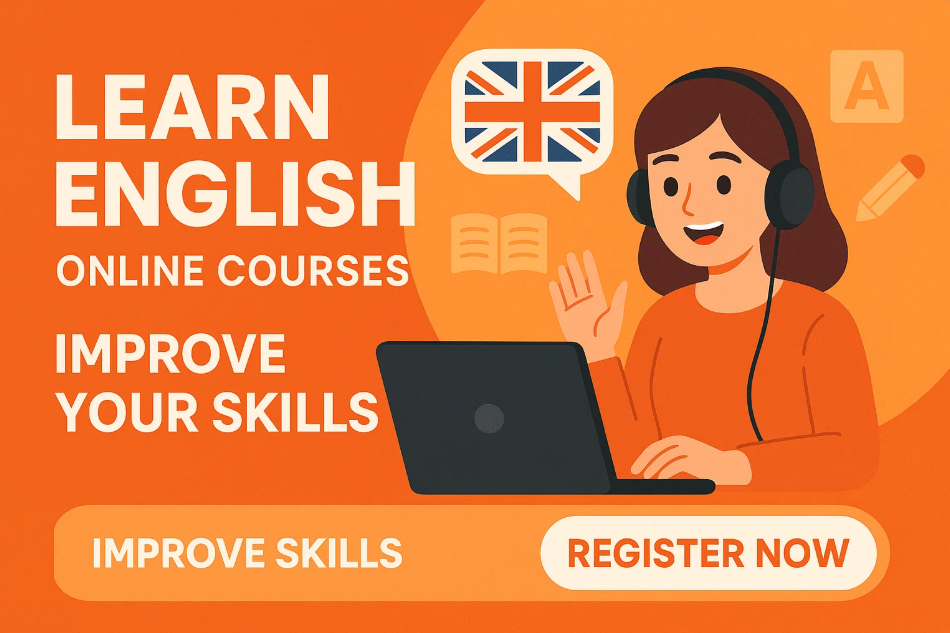 LEARN
ENGLISH
ONLINE COURSES
IMPROVE
YOUR SKILLS
A
IMPROVE SKILLS
REGISTER NOW